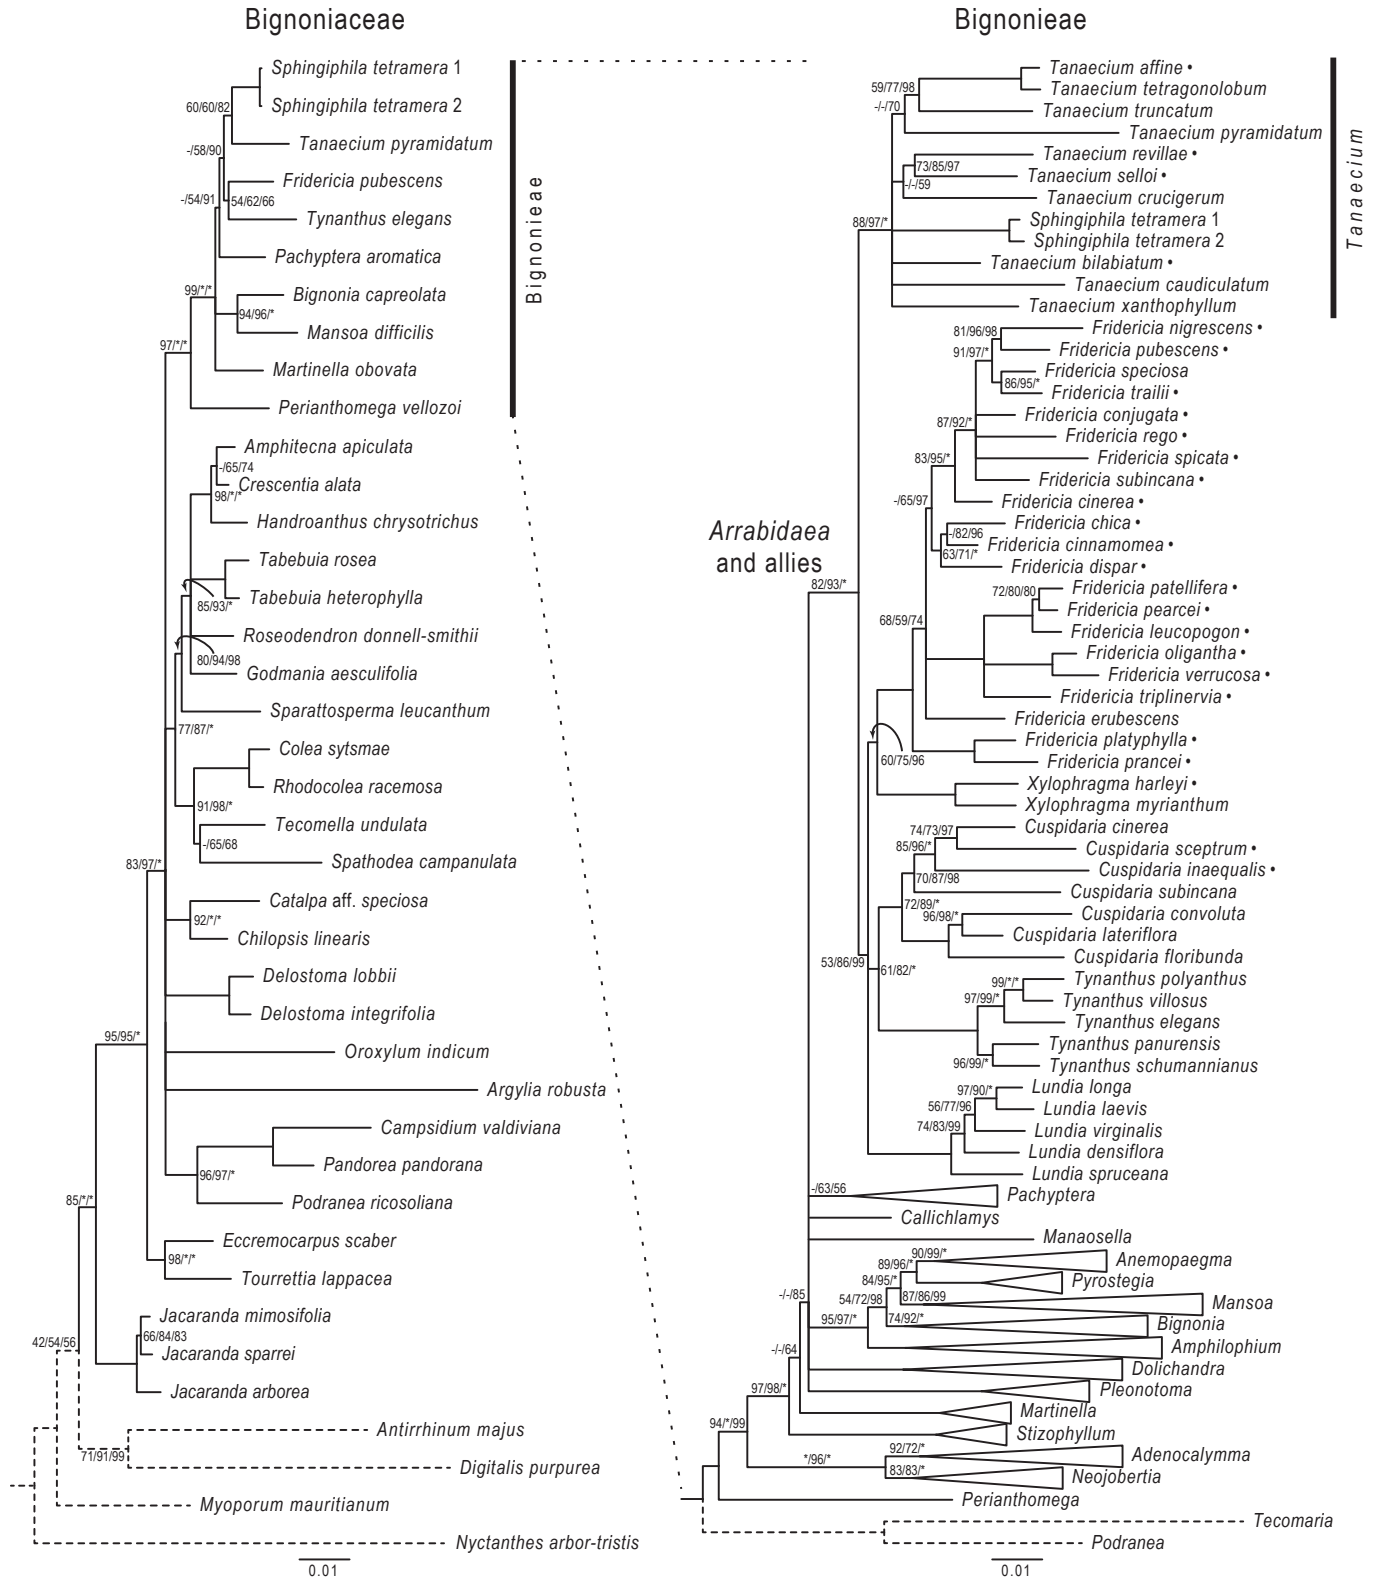 Bignoniaceae
Sphingiphila tetramera 1
60/60/82
Sphingiphila tetramera 2
Tanaecium pyramidatum
-/58/90
Fridericia pubescens
-/54/91
54/62/66
Tynanthus elegans
Pachyptera aromatica
99/*/*
Bignonia capreolata
94/96/*
Mansoa difficilis
97/*/*
Martinella obovata
Perianthomega vellozoi
Bignonieae
Amphitecna apiculata
-/65/74
Crescentia alata
98/*/*
Handroanthus chrysotrichus
Tabebuia rosea
Tabebuia heterophylla
85/93/*
Roseodendron donnell-smithii
80/94/98
Godmania aesculifolia
Sparattosperma leucanthum
77/87/*
Colea sytsmae
Rhodocolea racemosa
91/98/*
Tecomella undulata
-/65/68
Spathodea campanulata
83/97/*
Catalpa aff. speciosa
92/*/*
Chilopsis linearis
Delostoma lobbii
Delostoma integrifolia
95/95/*
Oroxylum indicum
Argylia robusta
Campsidium valdiviana
Pandorea pandorana
96/97/*
Podranea ricosoliana
85/*/*
Eccremocarpus scaber
98/*/*
Tourrettia lappacea
Jacaranda mimosifolia
66/84/83
42/54/56
Jacaranda sparrei
Jacaranda arborea
Antirrhinum majus
71/91/99
Digitalis purpurea
Myoporum mauritianum
Nyctanthes arbor-tristis
0.01
Bignonieae
Tanaecium affine •
59/77/98
Tanaecium tetragonolobum
-/-/70
Tanaecium truncatum
Tanaecium pyramidatum
Tanaecium revillae •
73/85/97
Tanaecium selloi •
-/-/59
Tanaecium crucigerum
88/97/*
Sphingiphila tetramera 1
Sphingiphila tetramera 2
Tanaecium bilabiatum •
Tanaecium caudiculatum
Tanaecium xanthophyllum
Tanaecium
81/96/98
Fridericia nigrescens •
91/97/*
Fridericia pubescens •
Fridericia speciosa
86/95/*
Fridericia trailii •
87/92/*
Fridericia conjugata •
Fridericia rego •
83/95/*
Fridericia spicata •
Fridericia subincana •
-/65/97
Fridericia cinerea •
Arrabidaea
and allies
Fridericia chica •
-/82/96
Fridericia cinnamomea •
63/71/*
Fridericia dispar •
82/93/*
72/80/80
Fridericia patellifera •
Fridericia pearcei •
68/59/74
Fridericia leucopogon •
Fridericia oligantha •
Fridericia verrucosa •
Fridericia triplinervia •
Fridericia erubescens
Fridericia platyphylla •
60/75/96
Fridericia prancei •
Xylophragma harleyi •
Xylophragma myrianthum
74/73/97
Cuspidaria cinerea
85/96/*
Cuspidaria sceptrum •
Cuspidaria inaequalis •
70/87/98
Cuspidaria subincana
72/89/*
96/98/*
Cuspidaria convoluta
Cuspidaria lateriflora
53/86/99
Cuspidaria floribunda
61/82/*
99/*/*
Tynanthus polyanthus
97/99/*
Tynanthus villosus
Tynanthus elegans
Tynanthus panurensis
96/99/*
Tynanthus schumannianus
97/90/*
Lundia longa
56/77/96
Lundia laevis
74/83/99
Lundia virginalis
Lundia densiflora
Lundia spruceana
-/63/56
Pachyptera
Callichlamys
Manaosella
90/99/*
Anemopaegma
89/96/*
84/95/*
Pyrostegia
87/86/99
Mansoa
-/-/85
54/72/98
95/97/*
74/92/*
Bignonia
Amphilophium
-/-/64
Dolichandra
97/98/*
Pleonotoma
Martinella
94/*/99
Stizophyllum
*/96/*
92/72/*
Adenocalymma
83/83/*
Neojobertia
Perianthomega
Tecomaria
Podranea
0.01